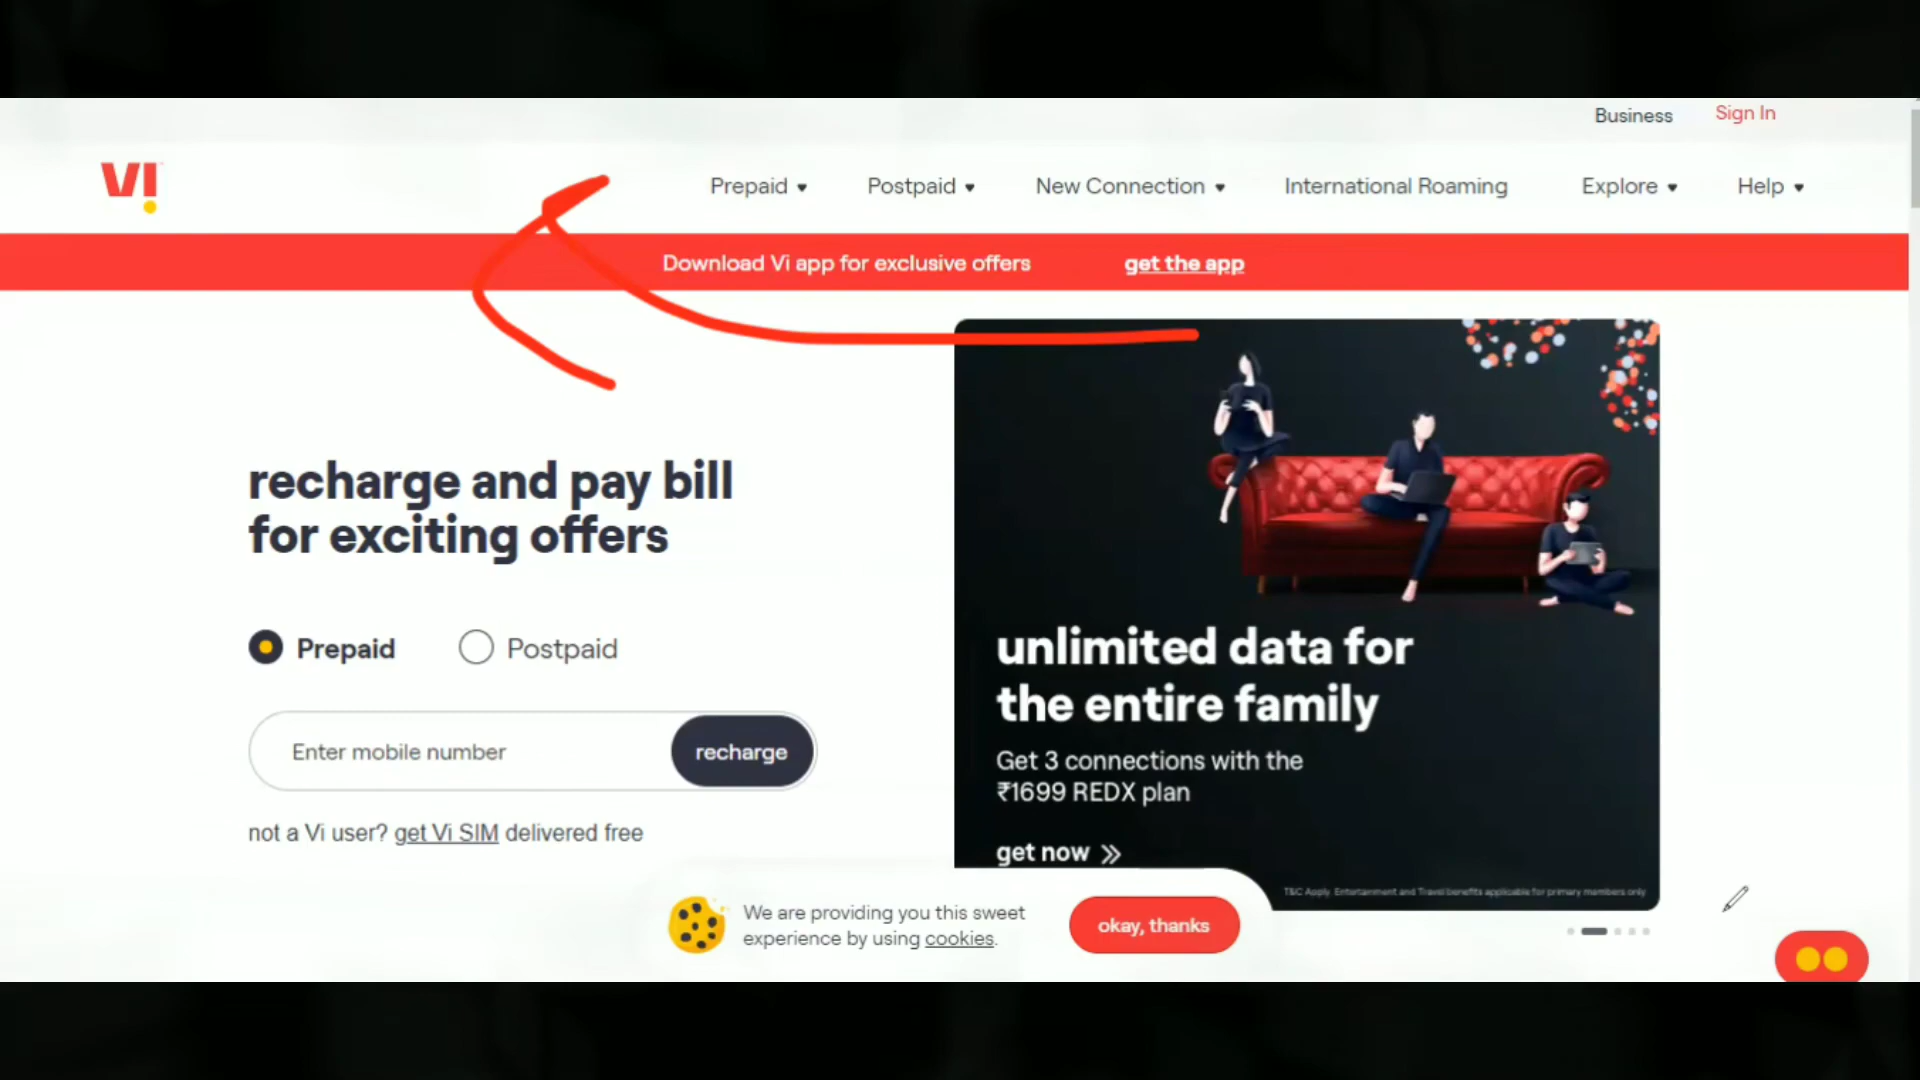 Business Sign In
Vi
Prepaid Postpaid New Connection International Roaming Explore Help
Download Vi app for exclusive offers get the app
recharge and pay bill
for exciting offers
Prepaid Postpaid
Enter mobile number recharge
not a Vi user? get Vi SIM delivered free
unlimited data for
the entire family
Get 3 connections with the
₹1699 REDX plan
get now
T&C Apply. Entertainment and Travel benefits applicable for primary members only
We are providing you this sweet
experience by using cookies.
okay, thanks